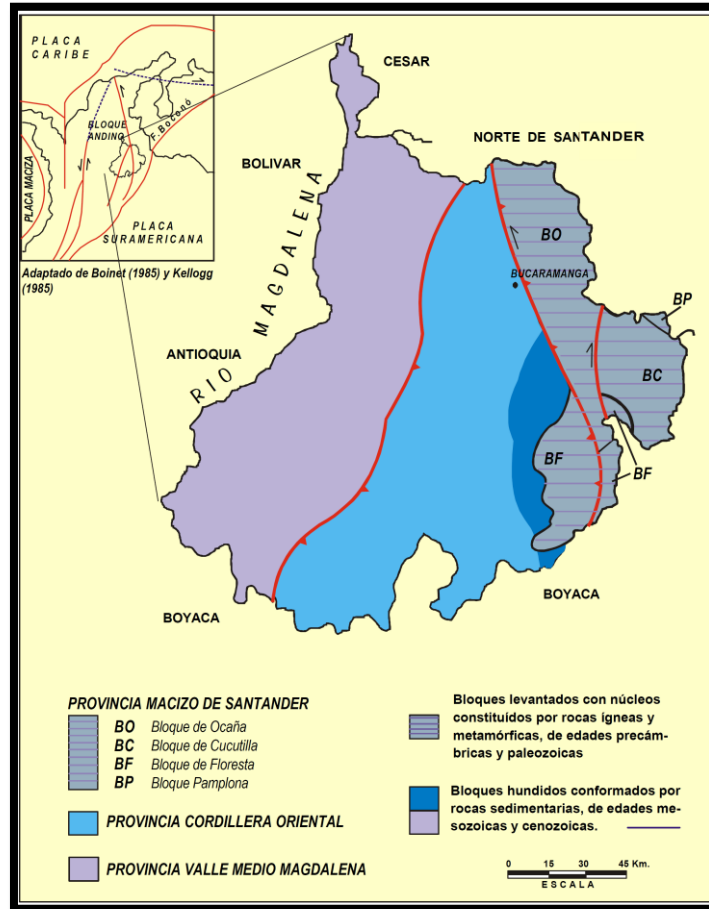 PLACA
CARIBE
BLOQUE
ANDINO
F. Boconó
PLACA MACIZA
PLACA
SURAMERICANA
Adaptado de Boinet (1985) y Kellogg
(1985)
CESAR
NORTE DE SANTANDER
BOLIVAR
RIO MAGDALENA
ANTIOQUIA
BO
BUCARAMANGA
BP
BC
BF
BF
BOYACA
BOYACA
PROVINCIA MACIZO DE SANTANDER
BO Bloque de Ocaña
BC Bloque de Cucutilla
BF Bloque de Floresta
BP Bloque Pamplona
PROVINCIA CORDILLERA ORIENTAL
PROVINCIA VALLE MEDIO MAGDALENA
Bloques levantados con núcleos
constituídos por rocas ígneas y
metamórficas, de edades precám-
bricas y paleozoicas
Bloques hundidos conformados por
rocas sedimentarias, de edades me-
sozoicas y cenozoicas.
0 15 30 45 Km.
ESCALA